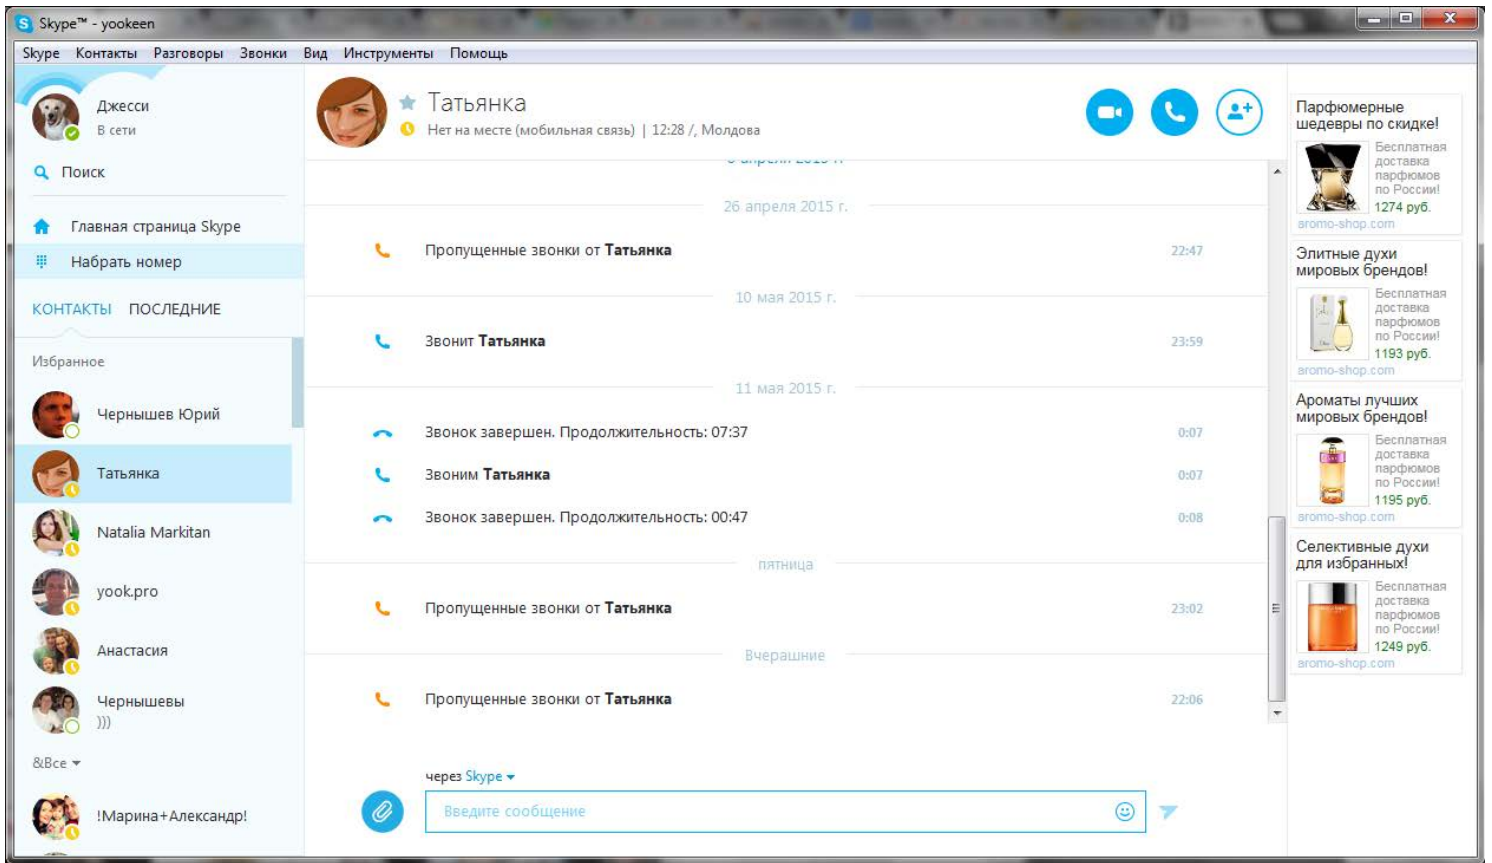 Skype™ - yookeen
Skype Контакты Разговоры Звонки Вид Инструменты Помощь
Джесси
В сети
Поиск
Главная страница Skype
Набрать номер
КОНТАКТЫ ПОСЛЕДНИЕ
Избранное
Чернышев Юрий
Татьянка
Natalia Markitan
yook.pro
Анастасия
Чернышевы
)))
&Все
!Марина+Александр!
Татьянка
Нет на месте (мобильная связь) | 12:28 /, Молдова
апреля 2015 г.
26 апреля 2015 г.
Пропущенные звонки от Татьянка 22:47
10 мая 2015 г.
Звонит Татьянка 23:59
11 мая 2015 г.
Звонок завершен. Продолжительность: 07:37 0:07
Звоним Татьянка 0:07
Звонок завершен. Продолжительность: 00:47 0:08
пятница
Пропущенные звонки от Татьянка 23:02
Вчерашние
Пропущенные звонки от Татьянка 22:06
через Skype
Введите сообщение
Парфюмерные
шедевры по скидке!
Бесплатная
доставка
парфюмов
по России!
1274 руб.
aromo-shop.com
Элитные духи
мировых брендов!
Бесплатная
доставка
парфюмов
по России!
1193 руб.
aromo-shop.com
Ароматы лучших
мировых брендов!
Бесплатная
доставка
парфюмов
по России!
1195 руб.
aromo-shop.com
Селективные духи
для избранных!
Бесплатная
доставка
парфюмов
по России!
1249 руб.
aromo-shop.com